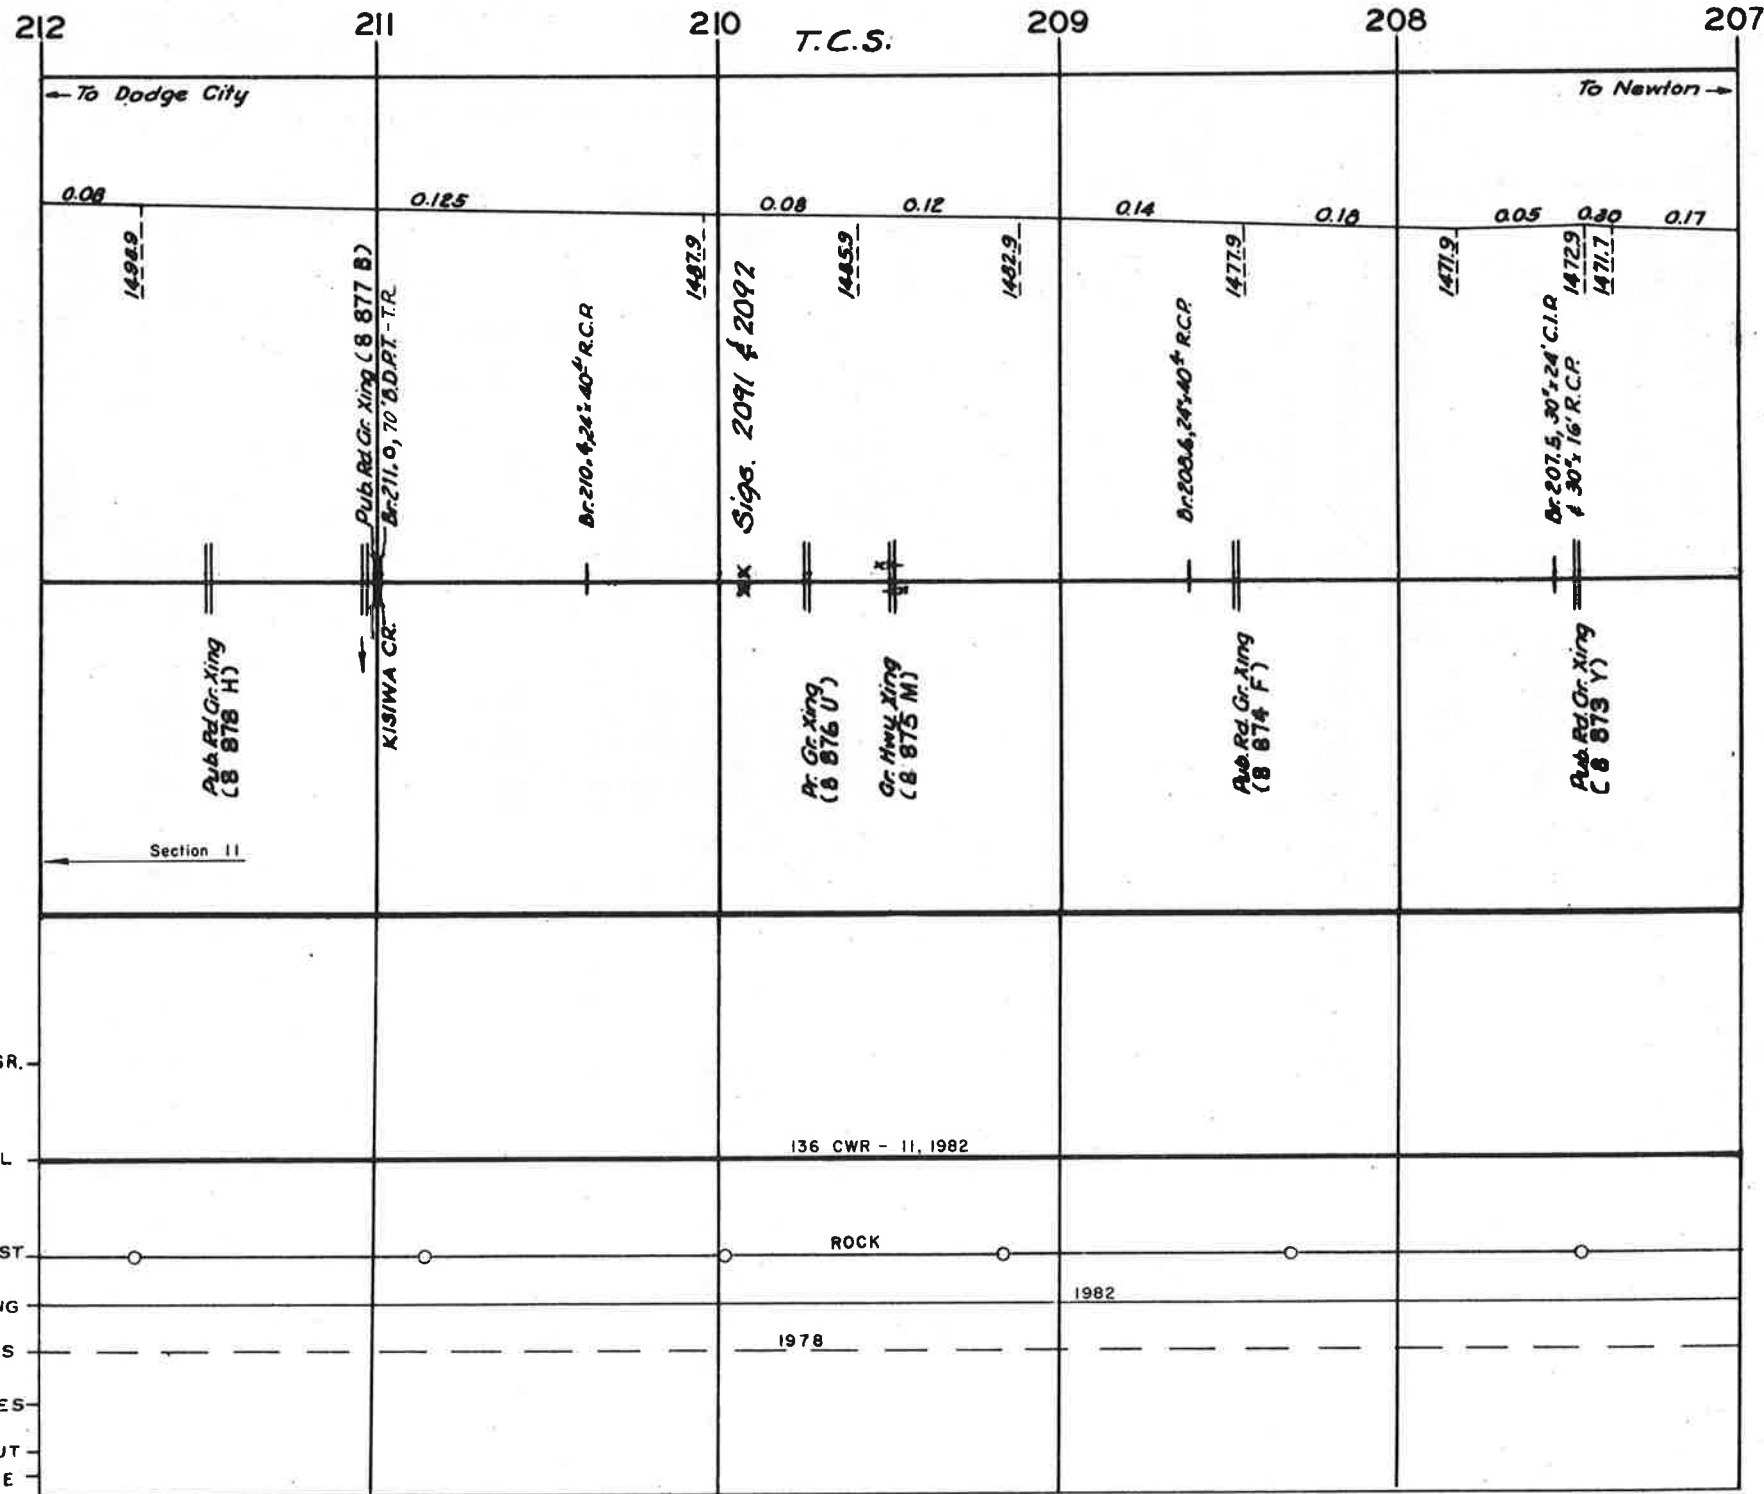 212 211 210 209 208 207
T.C.S.
← To Dodge City
To Newton →
0.08 0.125 0.08 0.12 0.14 0.18 0.05 0.80 0.17
1498.9
1487.9
1485.9
1482.9
1477.9
1471.9
1472.9
1471.7
Pub. Rd. Gr. Xing (8 877 B)
Br. 211.0, 70' B.D.P.T.-T.R.
Br. 210.4, 24"x 40' R.C.P.
Sigs. 2091 & 2092
Br. 208.6, 24"x 40' R.C.P.
Br. 207.5, 30"x 24' C.I.P.
& 30"x 16' R.C.P.
Pub. Rd. Gr. Xing
(8 878 H)
KISIWA CR.
Pr. Gr. Xing
(8 876 U)
Gr. Hwy. Xing
(8 875 M)
Pub. Rd. Gr. Xing
(8 874 F)
Pub. Rd. Gr. Xing
(8 873 Y)
Section 11
SR.
L
136 CWR - 11, 1982
ST.
ROCK
NG
1982
S
1978
ES
UT
E